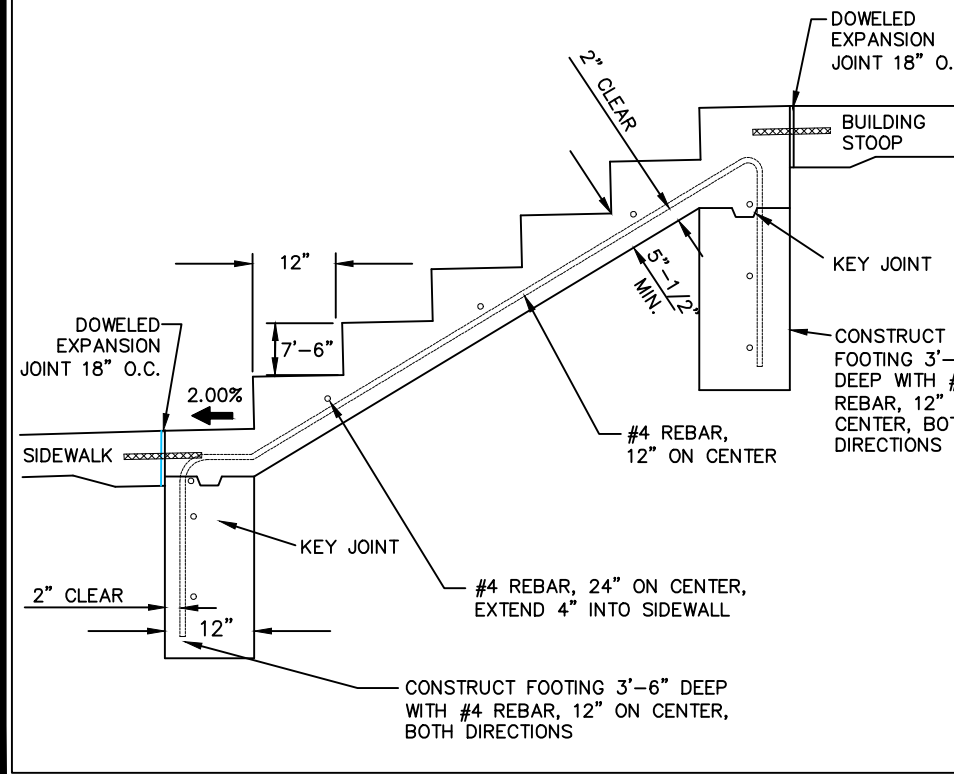 DOWELED
EXPANSION
JOINT 18" O.
2" CLEAR
BUILDING
STOOP
12"
KEY JOINT
5"-1/2"
MIN.
DOWELED
EXPANSION
JOINT 18" O.C.
7'-6"
CONSTRUCT
FOOTING 3'-
DEEP WITH #
REBAR, 12"
CENTER, BOT
DIRECTIONS
2.00%
#4 REBAR,
12" ON CENTER
SIDEWALK
KEY JOINT
#4 REBAR, 24" ON CENTER,
EXTEND 4" INTO SIDEWALL
2" CLEAR
12"
CONSTRUCT FOOTING 3'-6" DEEP
WITH #4 REBAR, 12" ON CENTER,
BOTH DIRECTIONS